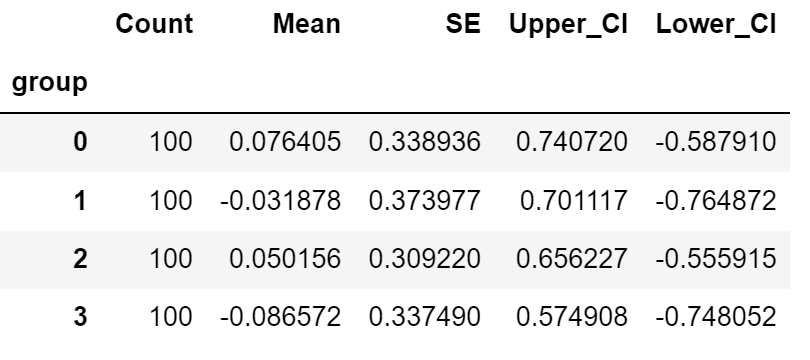 Count Mean SE Upper_CI Lower_CI
group
0 100 0.076405 0.338936 0.740720 -0.587910
1 100 -0.031878 0.373977 0.701117 -0.764872
2 100 0.050156 0.309220 0.656227 -0.555915
3 100 -0.086572 0.337490 0.574908 -0.748052